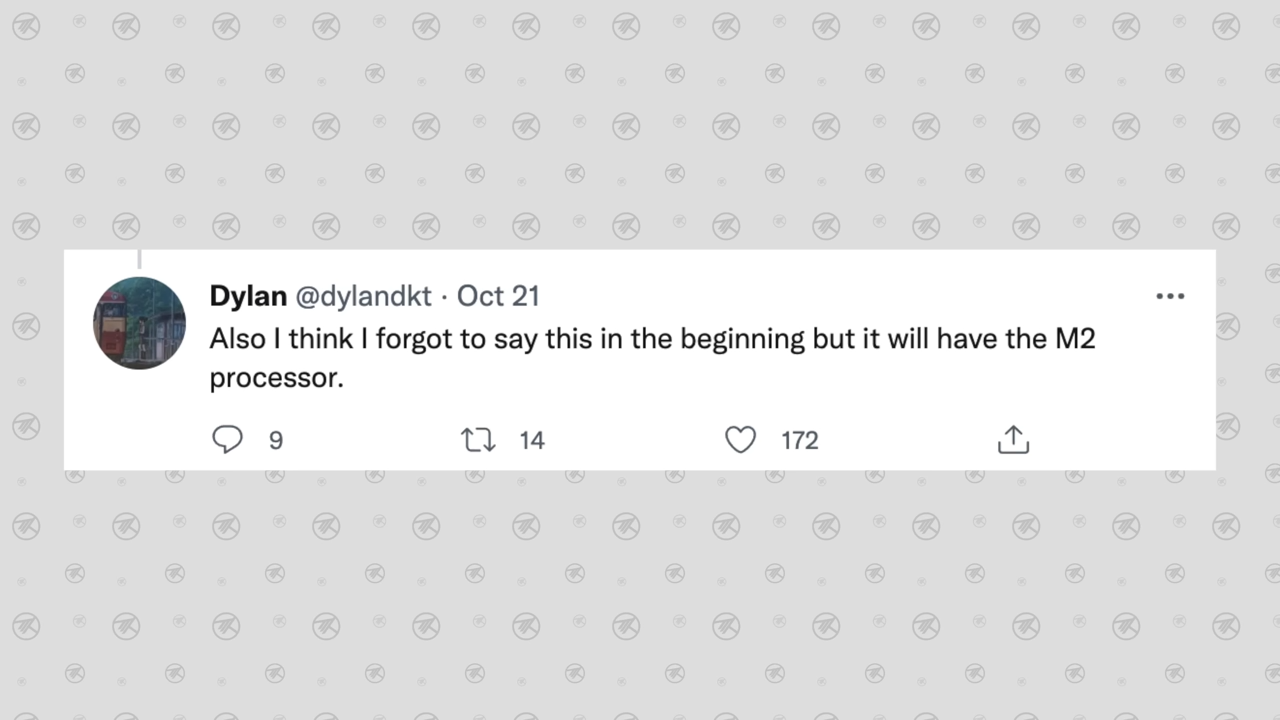 Dylan @dylandkt · Oct 21
Also I think I forgot to say this in the beginning but it will have the M2
processor.
9 14 172